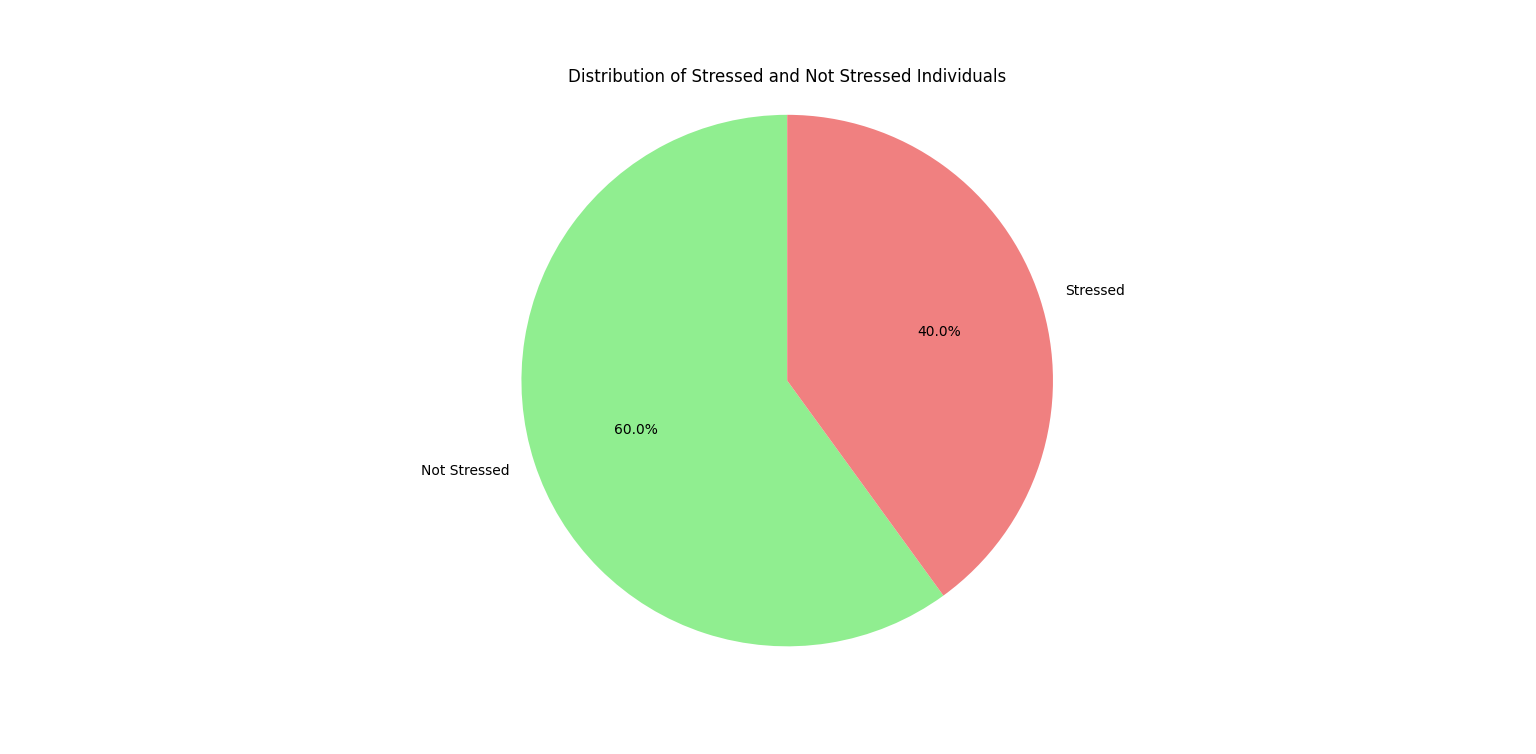 Distribution of Stressed and Not Stressed Individuals
Stressed
40.0%
60.0%
Not Stressed